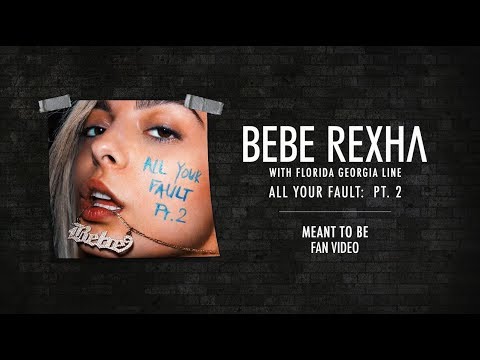 ALL YOUR
FAULT
Pt. 2
Bebe
BEBE REXHA
WITH FLORIDA GEORGIA LINE
ALL YOUR FAULT: PT. 2
MEANT TO BE
FAN VIDEO